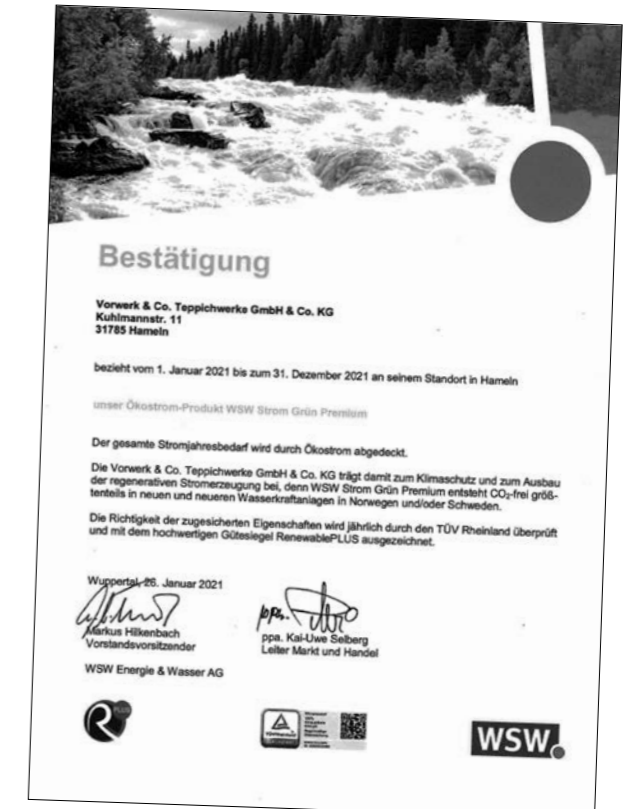 Bestätigung
Vorwerk & Co. Teppichwerke GmbH & Co. KG
Kuhlmannstr. 11
31785 Hameln
bezieht vom 1. Januar 2021 bis zum 31. Dezember 2021 an seinem Standort in Hameln
unser Ökostrom-Produkt WSW Strom Grün Premium
Der gesamte Stromjahresbedarf wird durch Ökostrom abgedeckt.
Die Vorwerk & Co. Teppichwerke GmbH & Co. KG trägt damit zum Klimaschutz und zum Ausbau
der regenerativen Stromerzeugung bei, denn WSW Strom Grün Premium entsteht CO₂-frei größ-
tenteils in neuen und neueren Wasserkraftanlagen in Norwegen und/oder Schweden.
Die Richtigkeit der zugesicherten Eigenschaften wird jährlich durch den TÜV Rheinland überprüft
und mit dem hochwertigen Gütesiegel RenewablePLUS ausgezeichnet.
Wuppertal, 26. Januar 2021
ppa.
Markus Hilkenbach
Vorstandsvorsitzender
ppa. Kai-Uwe Selberg
Leiter Markt und Handel
WSW Energie & Wasser AG
R PLUS
WSW